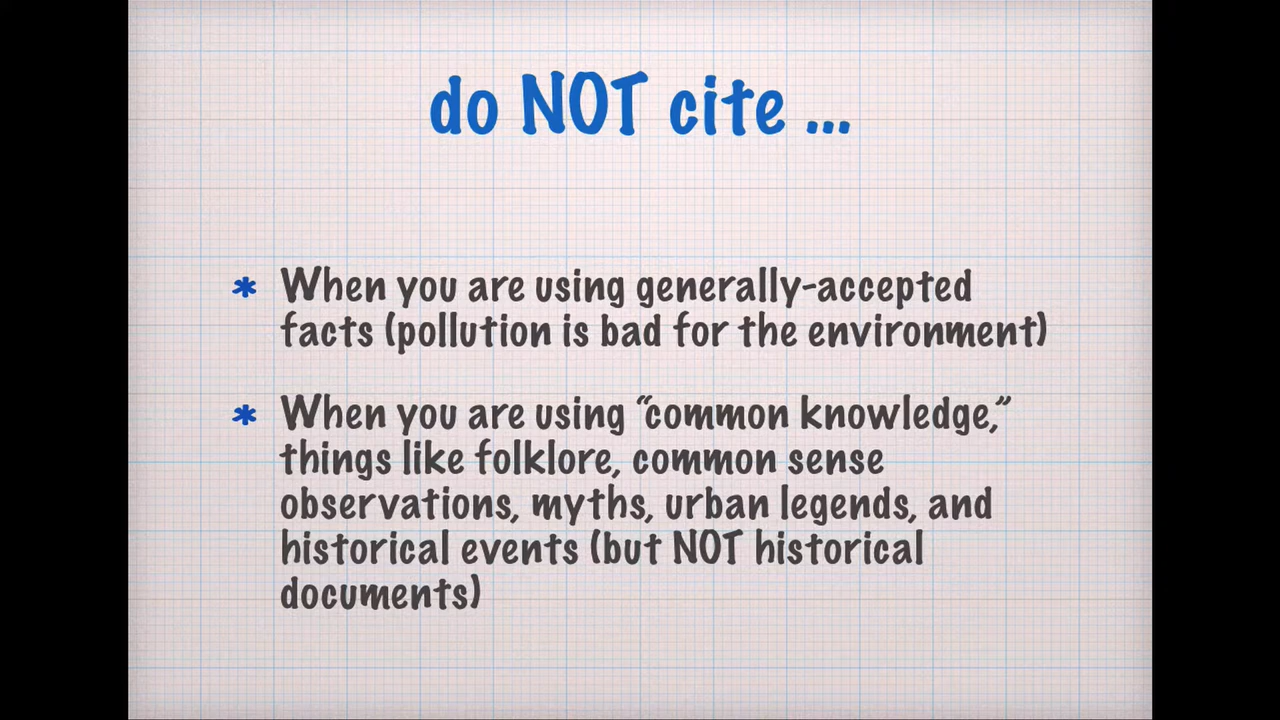 do NOT cite ...
* When you are using generally-accepted
facts (pollution is bad for the environment)
* When you are using “common knowledge,”
things like folklore, common sense
observations, myths, urban legends, and
historical events (but NOT historical
documents)